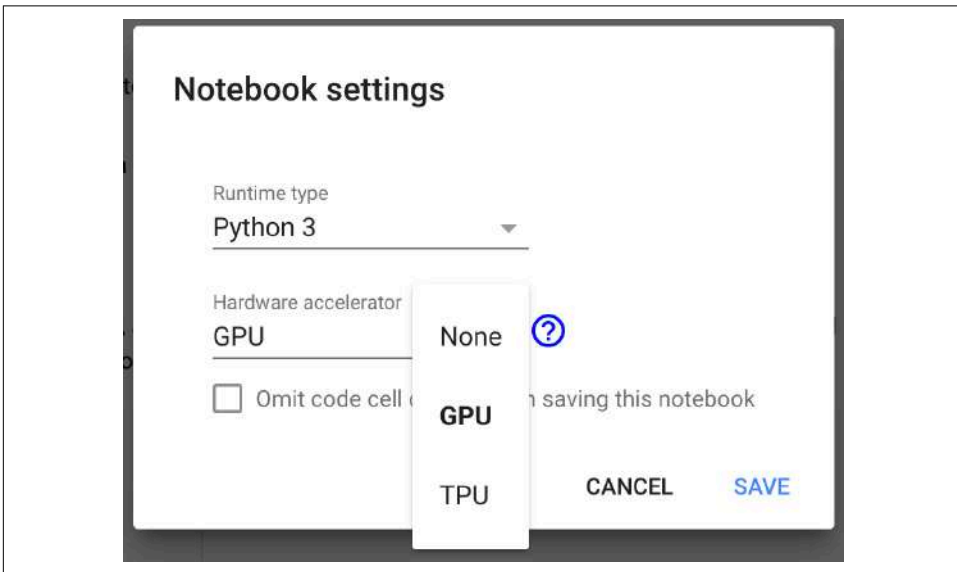 Notebook settings
Runtime type
Python 3
Hardware accelerator
GPU
None
GPU
TPU
Omit code cell saving this notebook
CANCEL SAVE